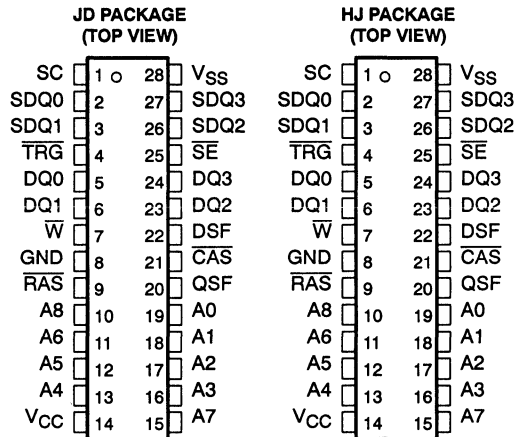 JD PACKAGE
(TOP VIEW)
SC 1 28 VSS
SDQ0 2 27 SDQ3
SDQ1 3 26 SDQ2
TRG 4 25 SE
DQ0 5 24 DQ3
DQ1 6 23 DQ2
W 7 22 DSF
GND 8 21 CAS
RAS 9 20 QSF
A8 10 19 A0
A6 11 18 A1
A5 12 17 A2
A4 13 16 A3
VCC 14 15 A7
HJ PACKAGE
(TOP VIEW)
SC 1 28 VSS
SDQ0 2 27 SDQ3
SDQ1 3 26 SDQ2
TRG 4 25 SE
DQ0 5 24 DQ3
DQ1 6 23 DQ2
W 7 22 DSF
GND 8 21 CAS
RAS 9 20 QSF
A8 10 19 A0
A6 11 18 A1
A5 12 17 A2
A4 13 16 A3
VCC 14 15 A7